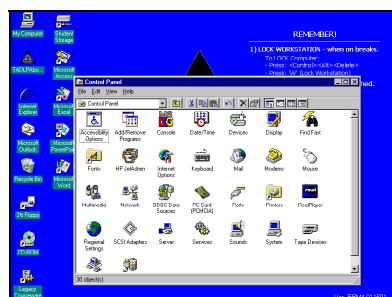 My Computer
Student Storage
TADLPAbo...
Microsoft Access
Internet Explorer
Microsoft Excel
Microsoft Outlook
Microsoft PowerPoi
Recycle Bin
Microsoft Word
3½ Floppy
CD-ROM
Legacy Courseware
REMEMBER!
1) LOCK WORKSTATION - when on breaks.
To LOCK Computer:
- Press: <Control> <Alt> <Delete>
- Press: 'W' (Lock Workstation)
Control Panel
File Edit View Help
Control Panel
Accessibility Options
Add/Remove Programs
Console
Date/Time
Devices
Display
Find Fast
Fonts
HP JetAdmin
Internet Options
Keyboard
Mail
Modems
Mouse
Multimedia
Network
ODBC Data Sources
PC Card (PCMCIA)
Ports
Printers
real
RealPlayer
Regional Settings
SCSI Adapters
Server
Services
Sounds
System
Tape Devices
30 object(s)